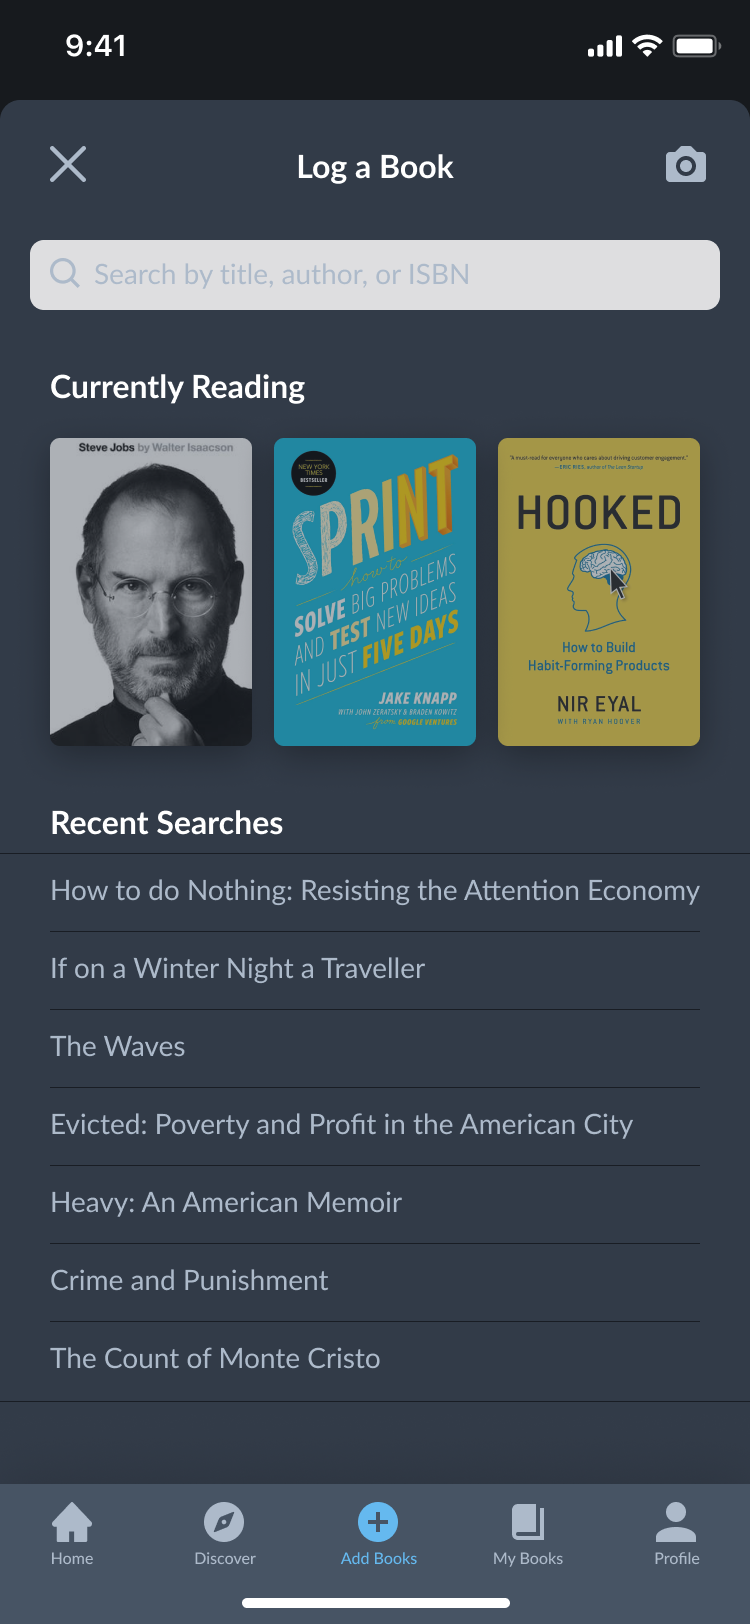 9:41
Log a Book
Search by title, author, or ISBN
Currently Reading
Steve Jobs by Walter Isaacson
NEW YORK
TIMES
BESTSELLER
SPRINT
how to
SOLVE BIG PROBLEMS
AND TEST NEW IDEAS
IN JUST FIVE DAYS
JAKE KNAPP
WITH JOHN ZERATSKY & BRADEN KOWITZ
from GOOGLE VENTURES
"A must-read for everyone who cares about driving customer engagement."
—ERIC RIES, author of The Lean Startup
HOOKED
How to Build
Habit-Forming Products
NIR EYAL
WITH RYAN HOOVER
Recent Searches
How to do Nothing: Resisting the Attention Economy
If on a Winter Night a Traveller
The Waves
Evicted: Poverty and Profit in the American City
Heavy: An American Memoir
Crime and Punishment
The Count of Monte Cristo
Home
Discover
Add Books
My Books
Profile